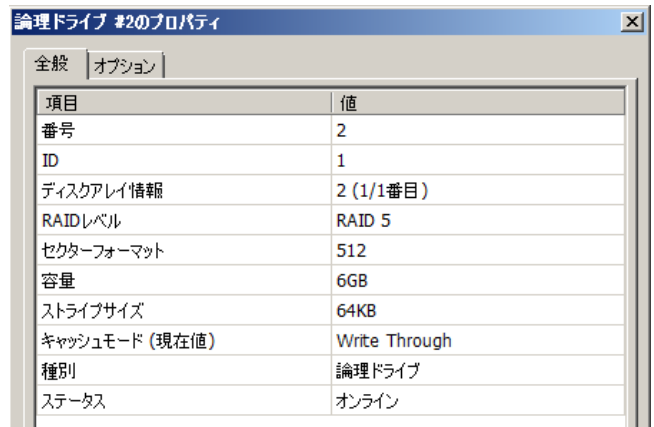 論理ドライブ #2のプロパティ
全般 オプション
項目 値
番号 2
ID 1
ディスクアレイ情報 2 (1/1番目)
RAIDレベル RAID 5
セクターフォーマット 512
容量 6GB
ストライプサイズ 64KB
キャッシュモード (現在値) Write Through
種別 論理ドライブ
ステータス オンライン